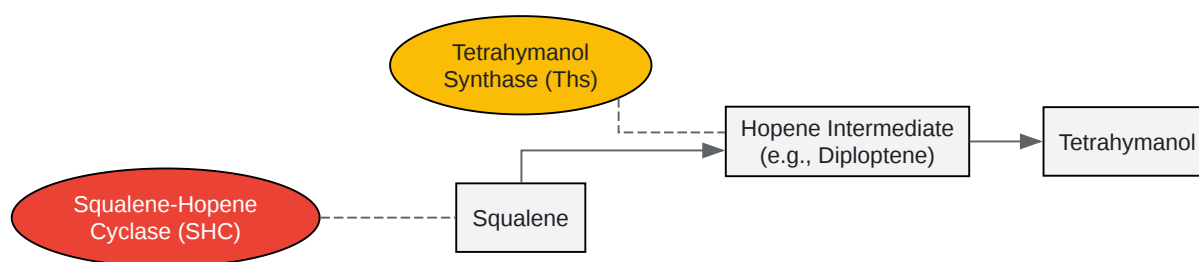 Tetrahymanol
Synthase (Ths)
Hopene Intermediate
(e.g., Diploptene)
Tetrahymanol
Squalene-Hopene
Cyclase (SHC)
Squalene